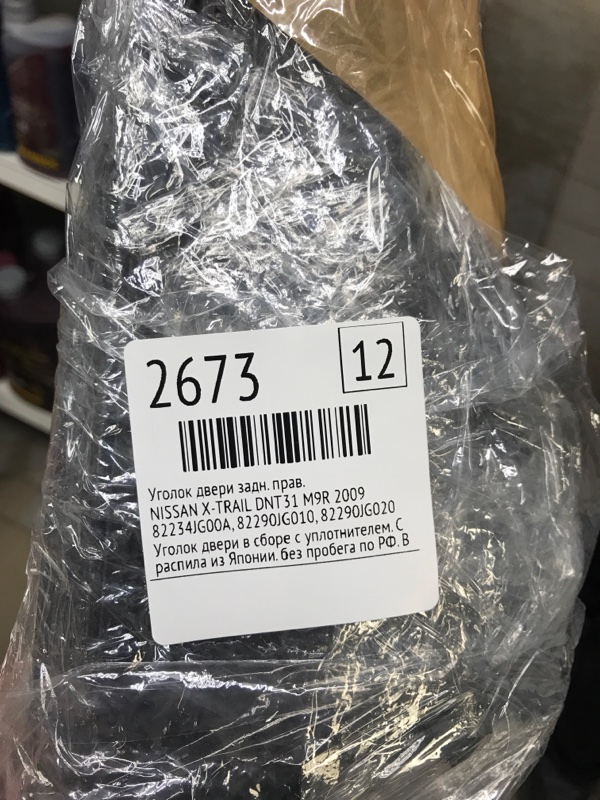 2673
12
Уголок двери задн. прав.
NISSAN X-TRAIL DNT31 M9R 2009
82234JG00A, 82290JG010, 82290JG020
Уголок двери в сборе с уплотнителем. С
распила из Японии. без пробега по РФ. В